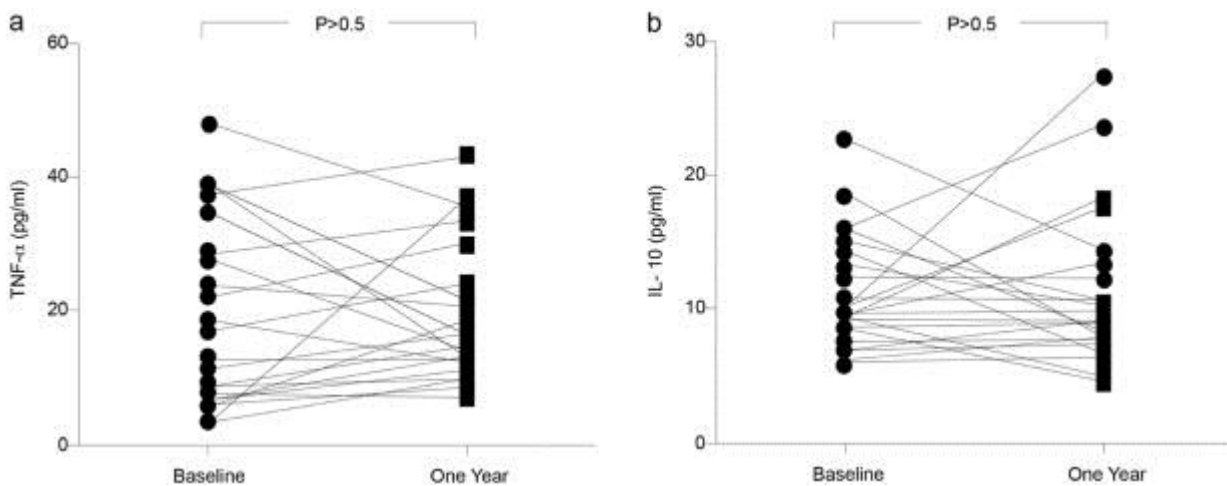 a
P>0.5
60
40
20
0
TNF-α (pg/ml)
Baseline
One Year
b
P>0.5
30
20
10
0
IL- 10 (pg/ml)
Baseline
One Year